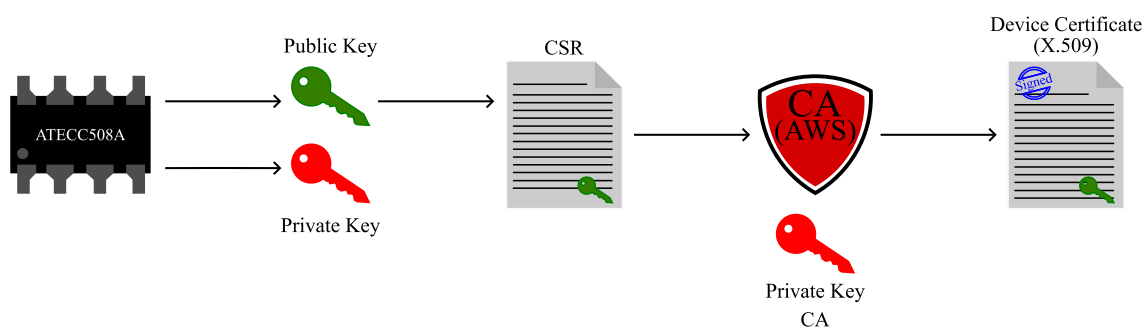 Device Certificate
(X.509)
Public Key
CSR
Signed
CA
(AWS)
ATECC508A
Private Key
Private Key
CA